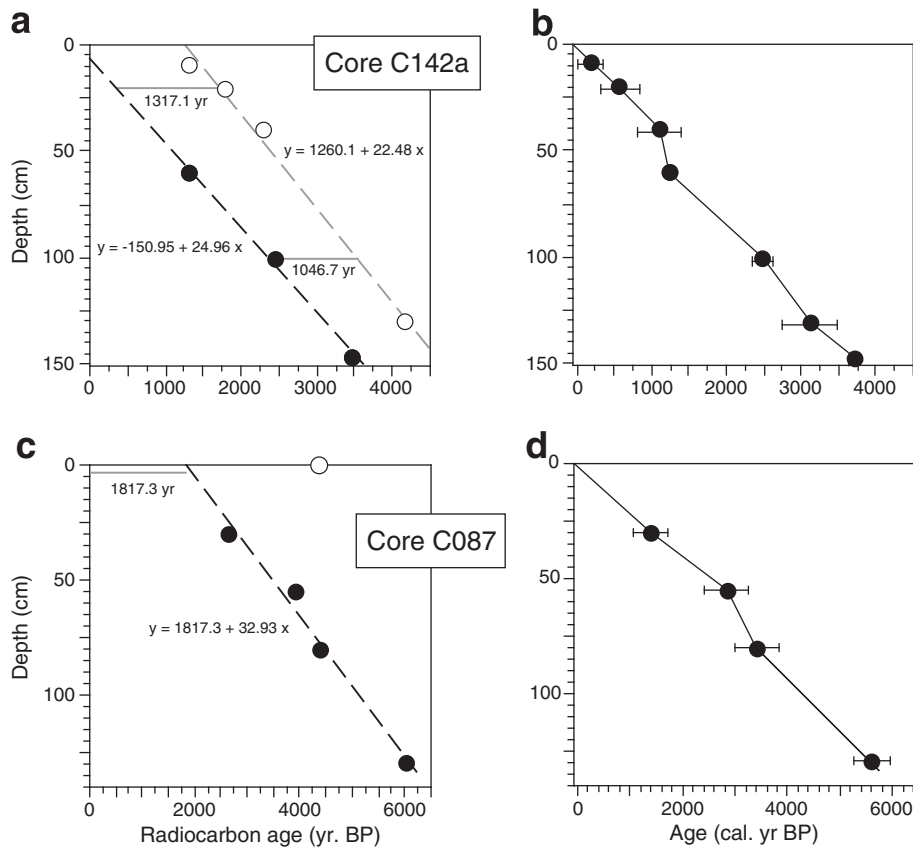 a
b
Core C142a
0
50
100
150
Depth (cm)
1317.1 yr
y = 1260.1 + 22.48 x
y = -150.95 + 24.96 x
1046.7 yr
0 1000 2000 3000 4000
0
50
100
150
0 1000 2000 3000 4000
c
d
Core C087
0
50
100
Depth (cm)
1817.3 yr
y = 1817.3 + 32.93 x
0 2000 4000 6000
Radiocarbon age (yr. BP)
0
50
100
0 2000 4000 6000
Age (cal. yr BP)